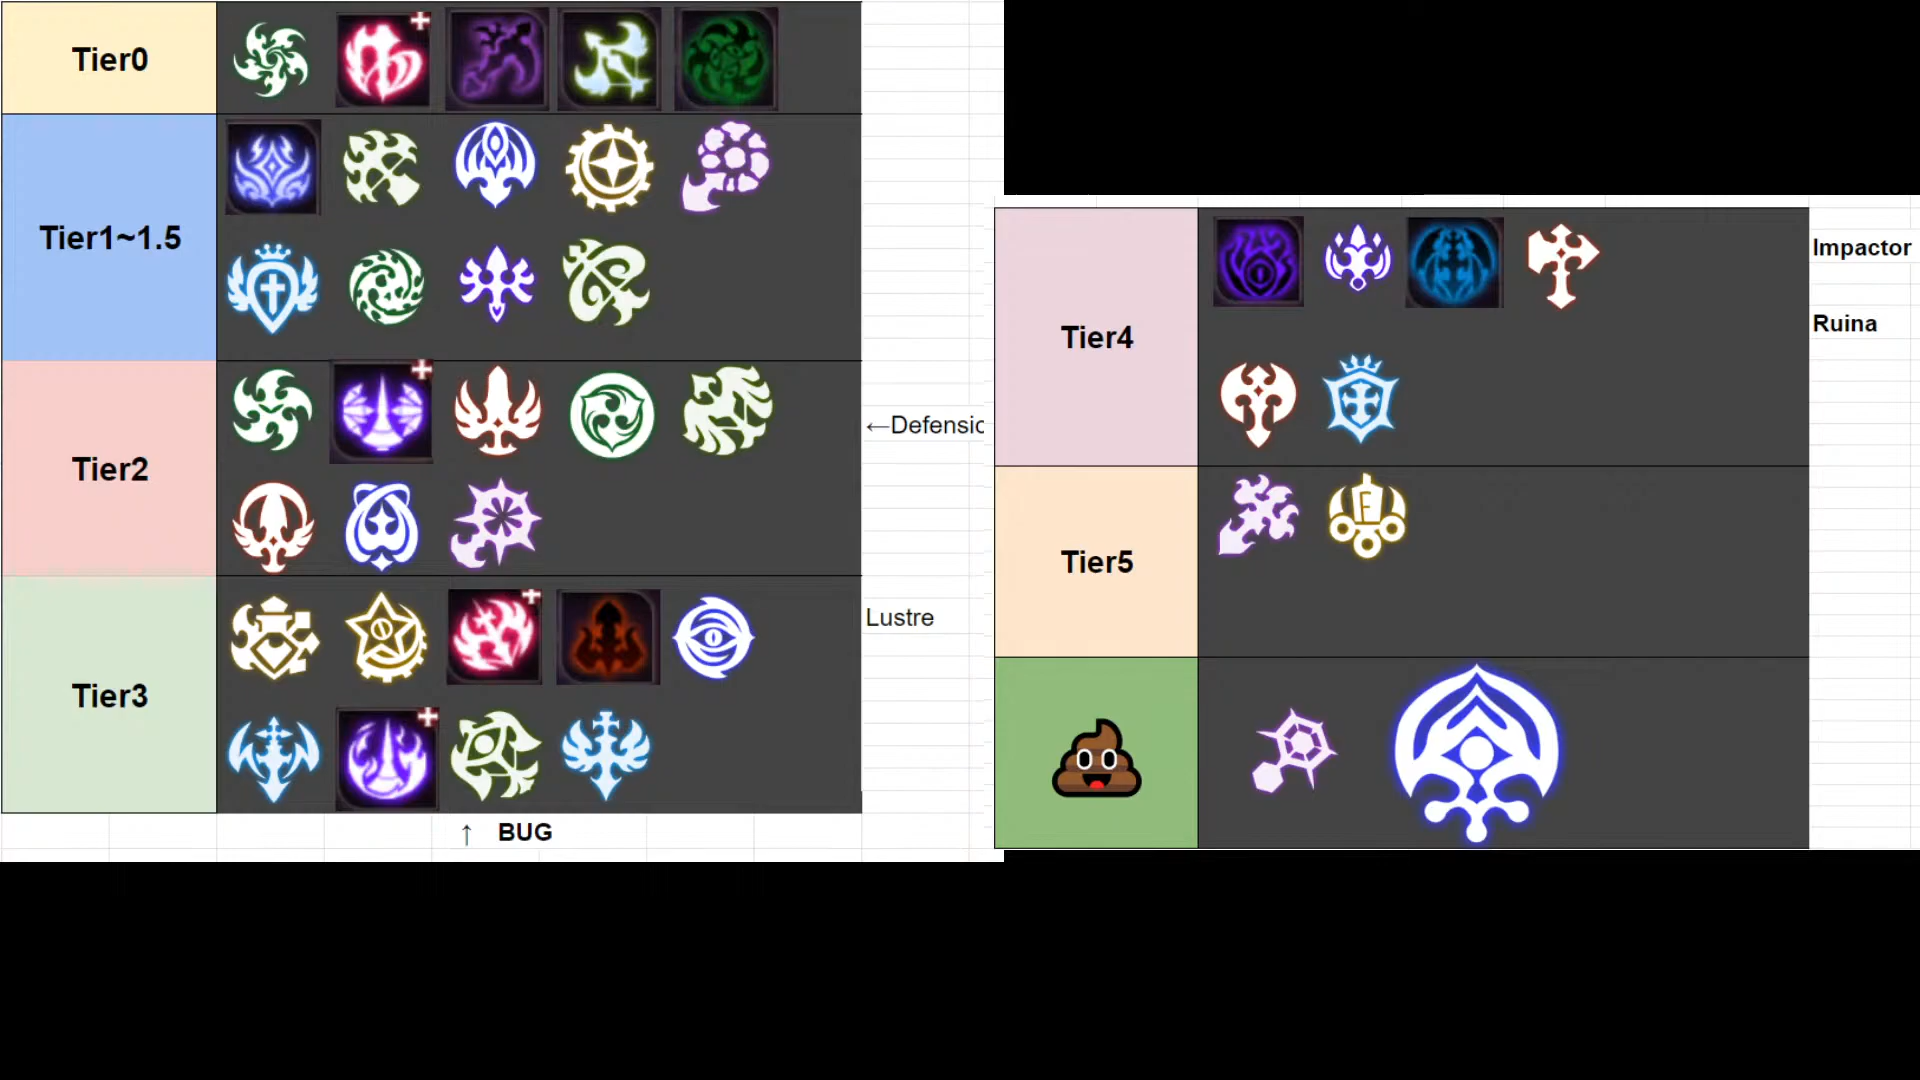 Tier0
Tier1~1.5
Tier2
←Defensic
Tier3
Lustre
↑ BUG
Tier4
Impactor
Ruina
Tier5